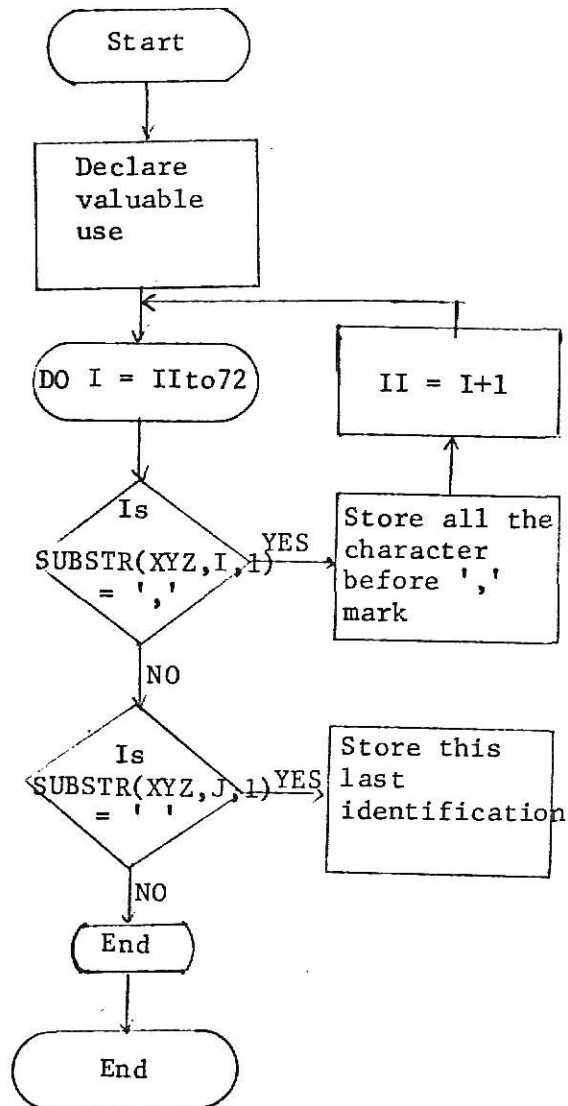 Start
Declare
valuable
use
DO I = IIto72
II = I+1
Is
SUBSTR(XYZ,I,1)
= ','
YES
Store all the
character
before ','
mark
NO
Is
SUBSTR(XYZ,J,1)
= ' '
YES
Store this
last
identification
NO
End
End